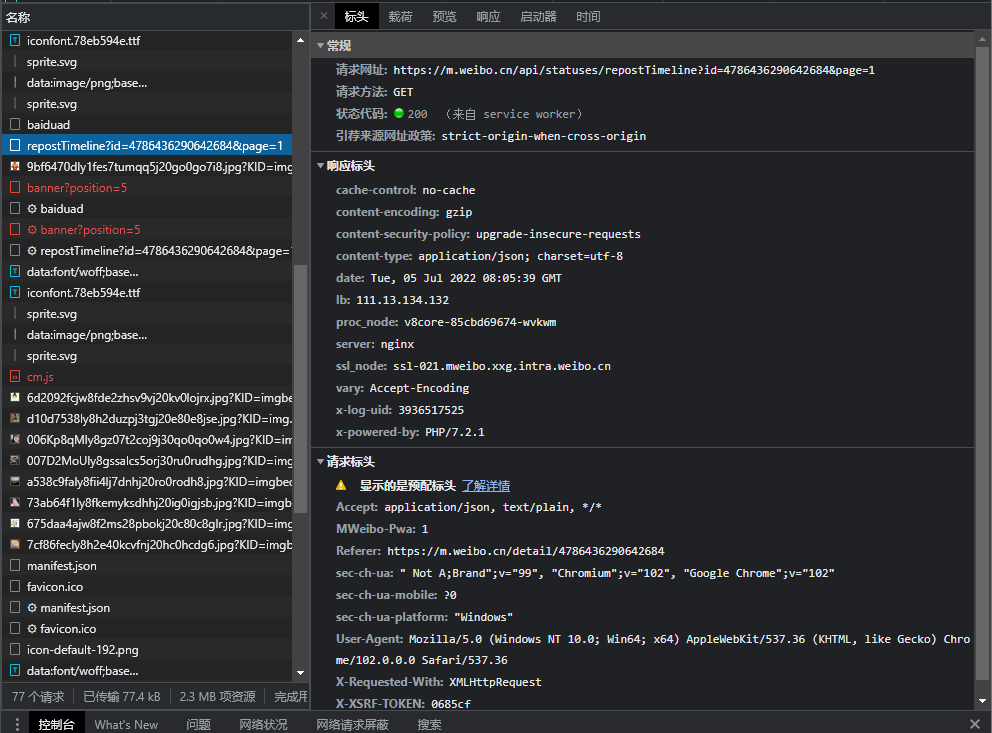 名称
iconfont.78eb594e.ttf
sprite.svg
data:image/png;base...
sprite.svg
baiduad
repostTimeline?id=4786436290642684&page=1
9bf6470dly1fes7tumqq5j20go0go7i8.jpg?KID=img
banner?position=5
baiduad
banner?position=5
repostTimeline?id=4786436290642684&page=
data:font/woff;base...
iconfont.78eb594e.ttf
sprite.svg
data:image/png;base...
sprite.svg
cm.js
6d2092fcjw8fde2zhsv9vj20kv0lojrx.jpg?KID=imgbe
d10d7538ly8h2duzpj3tgj20e80e8jse.jpg?KID=img.
006Kp8qMly8gz07t2coj9j30qo0qo0w4.jpg?KID=im
007D2MoUly8gssalcs5orj30ru0rudhg.jpg?KID=img
a538c9faly8fii4lj7dnhj20ro0rodh8.jpg?KID=imgbed
73ab64f1ly8fkemyksdhhj20ig0igjsb.jpg?KID=imgb
675daa4ajw8f2ms28pbokj20c80c8glr.jpg?KID=img
7cf86fecly8h2e40kcvfnj20hc0hcdg6.jpg?KID=imgb
manifest.json
favicon.ico
manifest.json
favicon.ico
icon-default-192.png
data:font/woff;base...
77 个请求 已传输 77.4 kB 2.3 MB 项资源 完成用
× 标头 载荷 预览 响应 启动器 时间
常规
请求网址: https://m.weibo.cn/api/statuses/repostTimeline?id=4786436290642684&page=1
请求方法: GET
状态代码: 200 （来自 service worker）
引荐来源网址政策: strict-origin-when-cross-origin
响应标头
cache-control: no-cache
content-encoding: gzip
content-security-policy: upgrade-insecure-requests
content-type: application/json; charset=utf-8
date: Tue, 05 Jul 2022 08:05:39 GMT
lb: 111.13.134.132
proc_node: v8core-85cbd69674-wvkwm
server: nginx
ssl_node: ssl-021.mweibo.xxg.intra.weibo.cn
vary: Accept-Encoding
x-log-uid: 3936517525
x-powered-by: PHP/7.2.1
请求标头
显示的是预配标头 了解详情
Accept: application/json, text/plain, */*
MWeibo-Pwa: 1
Referer: https://m.weibo.cn/detail/4786436290642684
sec-ch-ua: " Not A;Brand";v="99", "Chromium";v="102", "Google Chrome";v="102"
sec-ch-ua-mobile: ?0
sec-ch-ua-platform: "Windows"
User-Agent: Mozilla/5.0 (Windows NT 10.0; Win64; x64) AppleWebKit/537.36 (KHTML, like Gecko) Chro
me/102.0.0.0 Safari/537.36
X-Requested-With: XMLHttpRequest
X-XSRF-TOKEN: 0685cf
控制台 What's New 问题 网络状况 网络请求屏蔽 搜索 ×